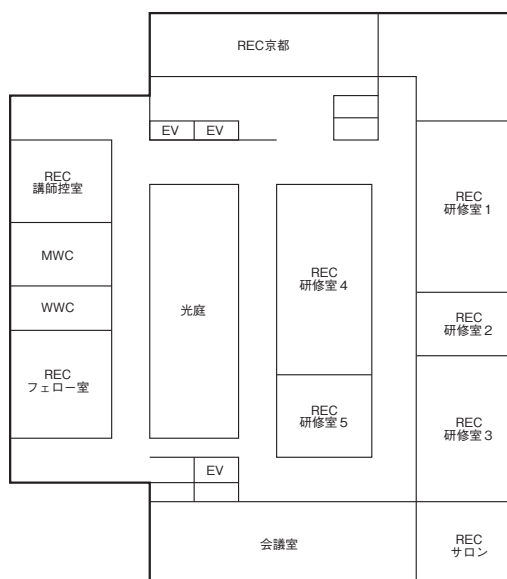 REC京都
EV
EV
REC
講師控室
REC
研修室1
MWC
REC
研修室4
光庭
WWC
REC
研修室2
REC
フェロー室
REC
研修室5
REC
研修室3
EV
会議室
REC
サロン